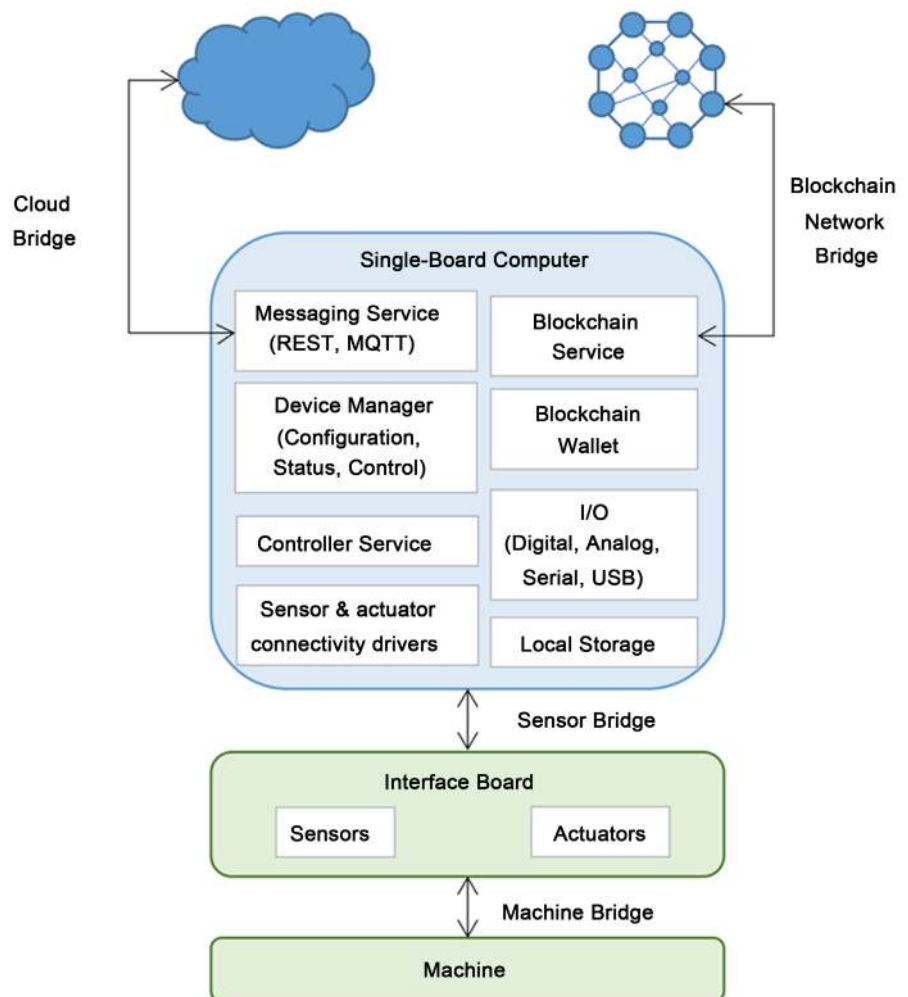 Cloud
Bridge
Blockchain
Network
Bridge
Single-Board Computer
Messaging Service
(REST, MQTT)
Blockchain
Service
Device Manager
(Configuration,
Status, Control)
Blockchain
Wallet
Controller Service
I/O
(Digital, Analog,
Serial, USB)
Sensor & actuator
connectivity drivers
Local Storage
Sensor Bridge
Interface Board
Sensors
Actuators
Machine Bridge
Machine